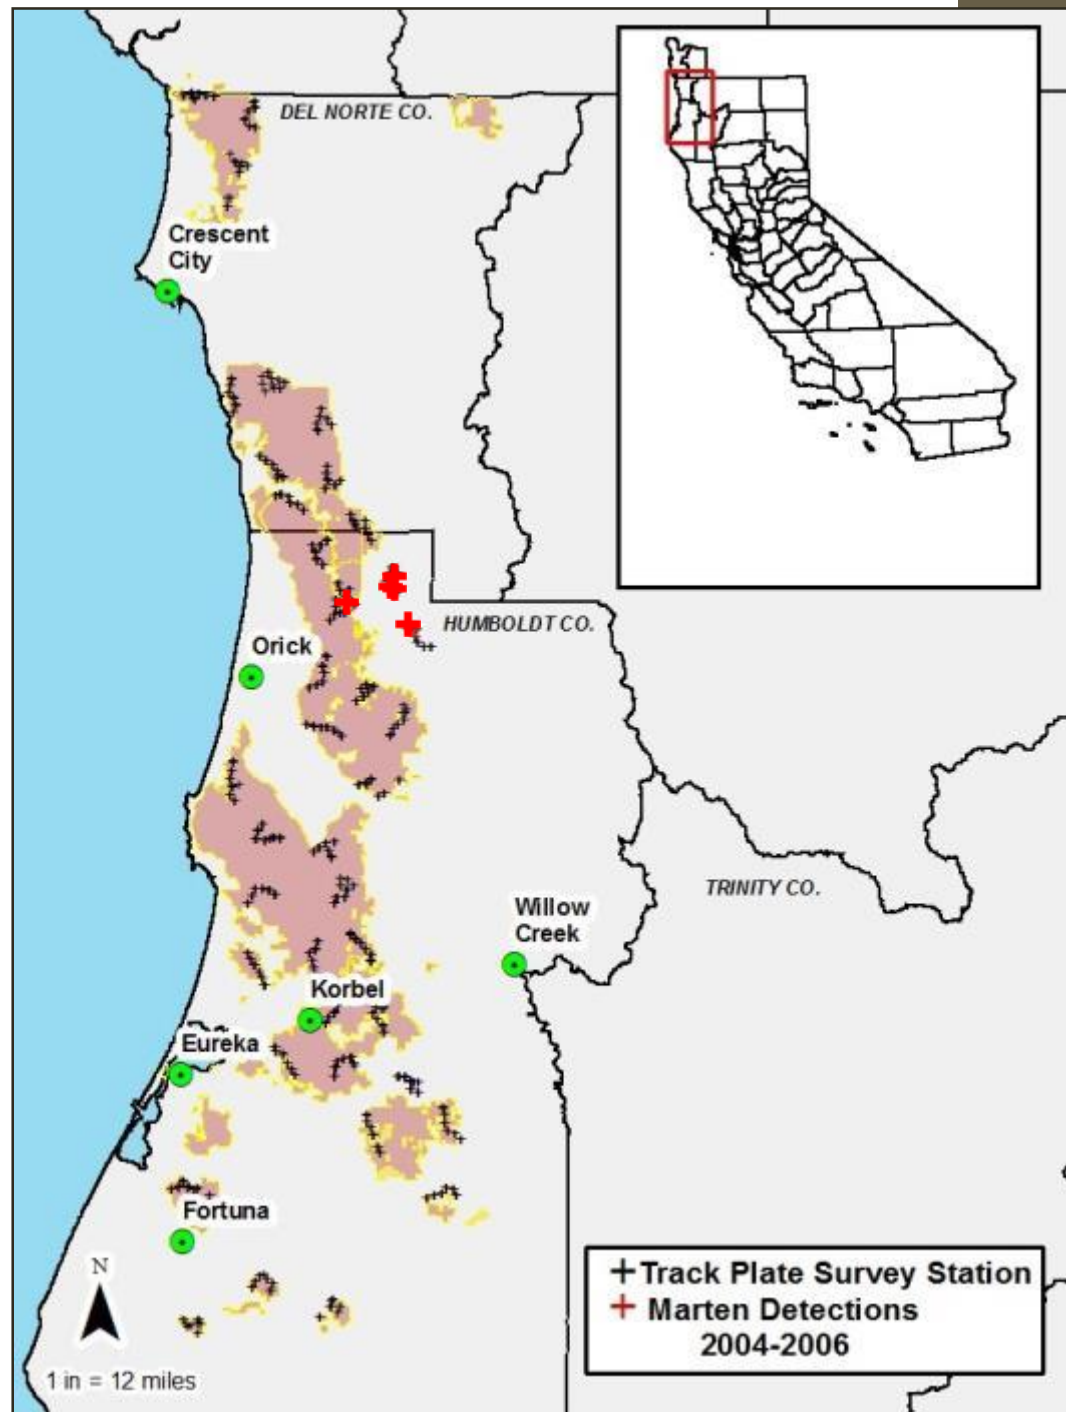 DEL NORTE CO.
Crescent
City
Orick
HUMBOLDT CO.
TRINITY CO.
Willow
Creek
Korbel
Eureka
Fortuna
N
1 in = 12 miles
Track Plate Survey Station
Marten Detections
2004-2006